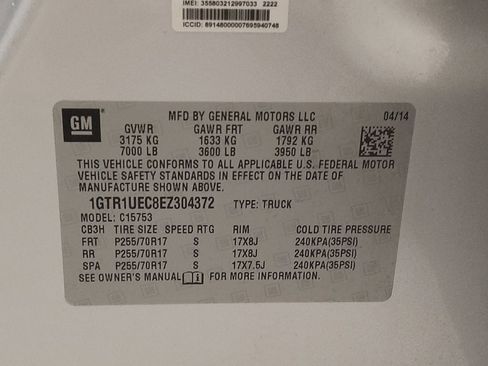 IMEI: 355803212997033 2222
ICCID: 89148000007695940746
GM
MFD BY GENERAL MOTORS LLC 04/14
GVWR GAWR FRT GAWR RR
3175 KG 1633 KG 1792 KG
7000 LB 3600 LB 3950 LB
THIS VEHICLE CONFORMS TO ALL APPLICABLE U.S. FEDERAL MOTOR
VEHICLE SAFETY STANDARDS IN EFFECT ON THE DATE OF
MANUFACTURE SHOWN ABOVE.
1GTR1UEC8EZ304372 TYPE: TRUCK
MODEL: C15753
CB3H TIRE SIZE SPEED RTG RIM COLD TIRE PRESSURE
FRT P255/70R17 S 17X8J 240KPA(35PSI)
RR P255/70R17 S 17X8J 240KPA(35PSI)
SPA P255/70R17 S 17X7.5J 240KPA(35PSI)
SEE OWNER'S MANUAL FOR MORE INFORMATION.